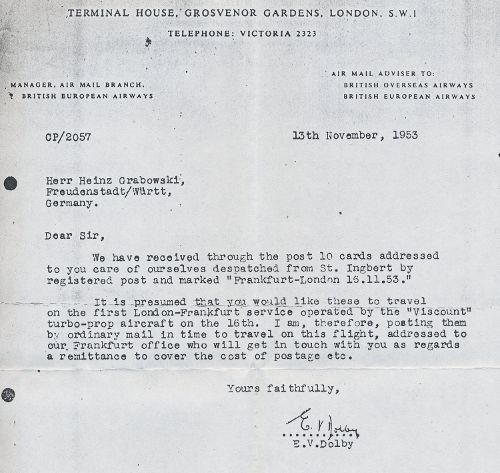 TERMINAL HOUSE, GROSVENOR GARDENS, LONDON. S.W.1
TELEPHONE: VICTORIA 2323
MANAGER, AIR MAIL BRANCH,
BRITISH EUROPEAN AIRWAYS
AIR MAIL ADVISER TO:
BRITISH OVERSEAS AIRWAYS
BRITISH EUROPEAN AIRWAYS
CP/2057
13th November, 1953
Herr Heinz Grabowski,
Freudenstadt/Württ,
Germany.
Dear Sir,
We have received through the post 10 cards addressed
to you care of ourselves despatched from St. Ingbert by
registered post and marked "Frankfurt-London 16.11.53."
It is presumed that you would like these to travel
on the first London-Frankfurt service operated by the "Viscount"
turbo-prop aircraft on the 16th. I am, therefore, posting them
by ordinary mail in time to travel on this flight, addressed to
our Frankfurt office who will get in touch with you as regards
a remittance to cover the cost of postage etc.
Yours faithfully,
E. V Dolby
E.V.Dolby